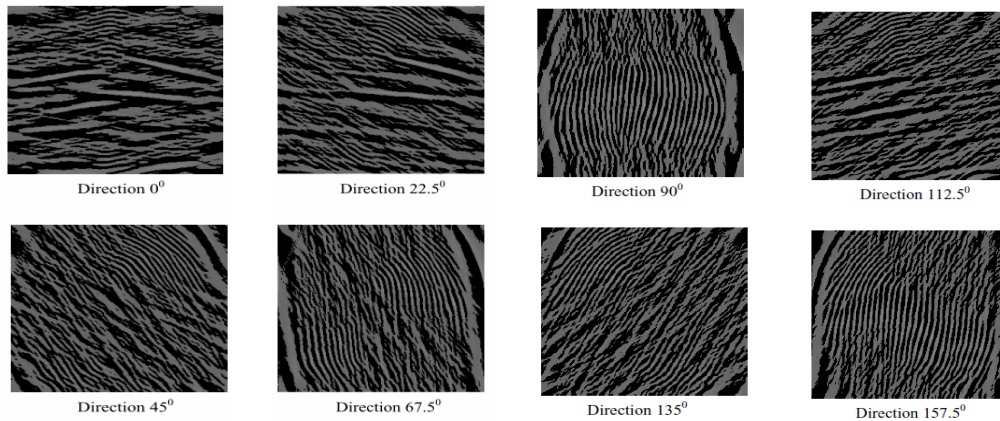 Direction 0⁰
Direction 22.5⁰
Direction 90⁰
Direction 112.5⁰
Direction 45⁰
Direction 67.5⁰
Direction 135⁰
Direction 157.5⁰